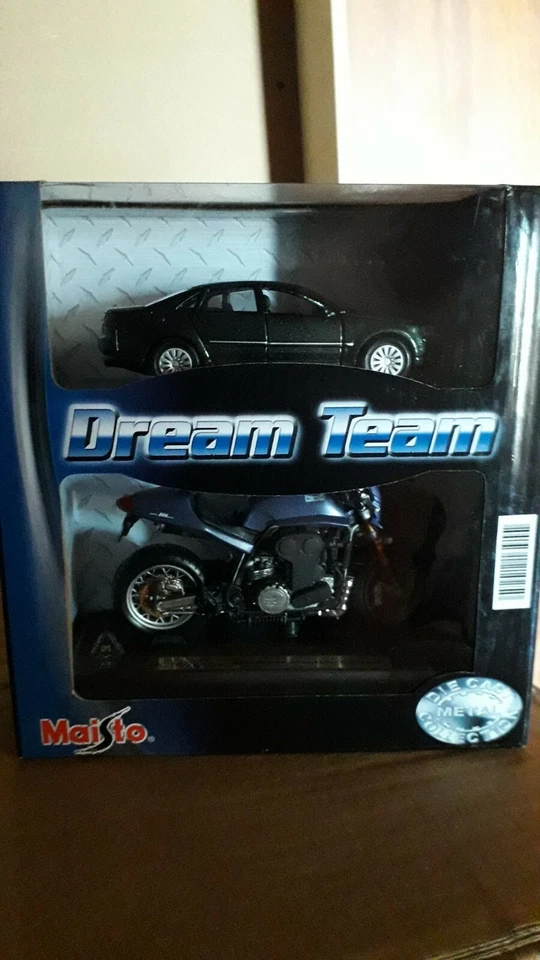 Dream Team
Maisto®
DIE CAST
METAL
COLLECTION